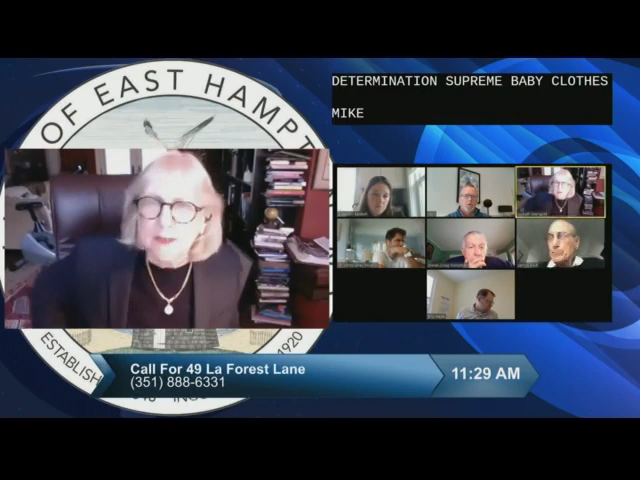 DETERMINATION SUPREME BABY CLOTHES
MIKE
OF EAST HAMPT
ESTABLISH
1920
Call For 49 La Forest Lane
(351) 888-6331
11:29 AM